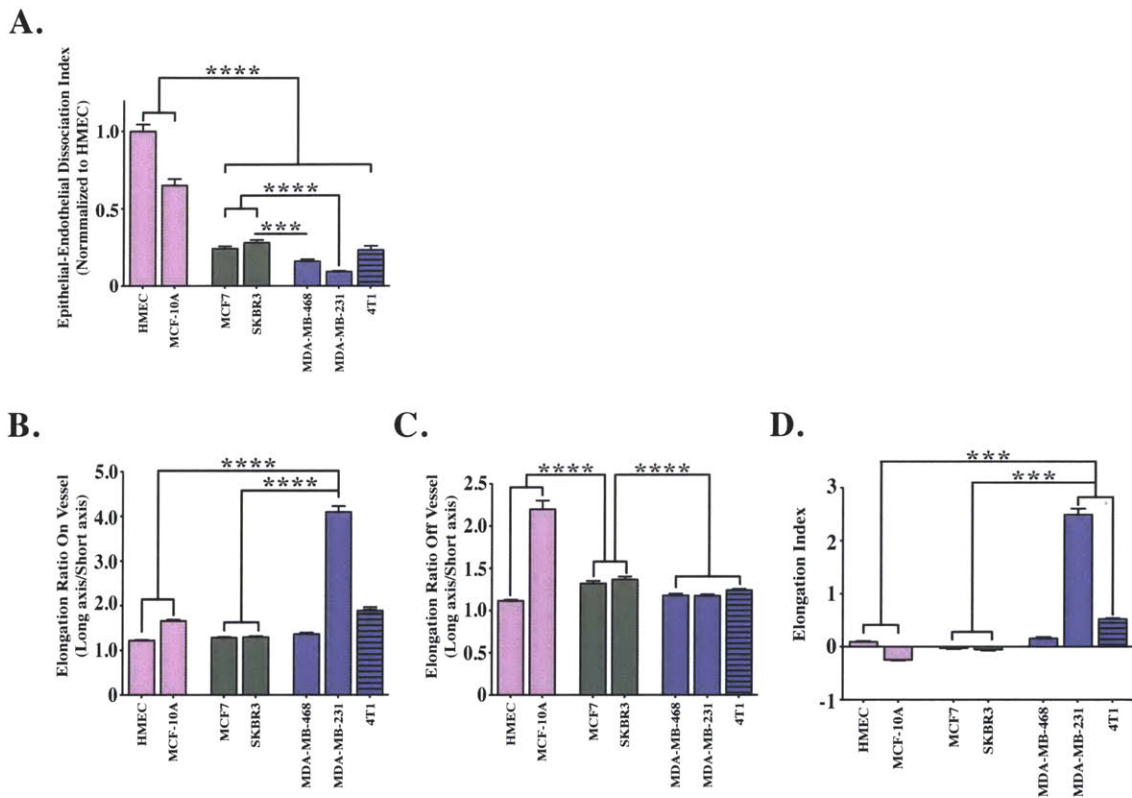 A.
Epithelial-Endothelial Dissociation Index
(Normmalized to HMEC)
1.0
0.5
0
****
****
***
HMEC
MCF-10A
MCF7
SKBR3
MDA-MB-468
MDA-MB-231
4T1
B.
Elongation Ratio On Vessel
(Long axis/Short axis)
5.0
4.0
3.0
2.0
1.0
0
****
****
HMEC
MCF-10A
MCF7
SKBR3
MDA-MB-468
MDA-MB-231
4T1
C.
Elongation Ratio Off Vessel
(Long axis/Short axis)
2.5
2.0
1.5
1.0
0.5
0
****
****
HMEC
MCF-10A
MCF7
SKBR3
MDA-MB-468
MDA-MB-231
4T1
D.
Elongation Index
3
2
1
0
-1
***
***
HMEC
MCF-10A
MCF7
SKBR3
MDA-MB-468
MDA-MB-231
4T1